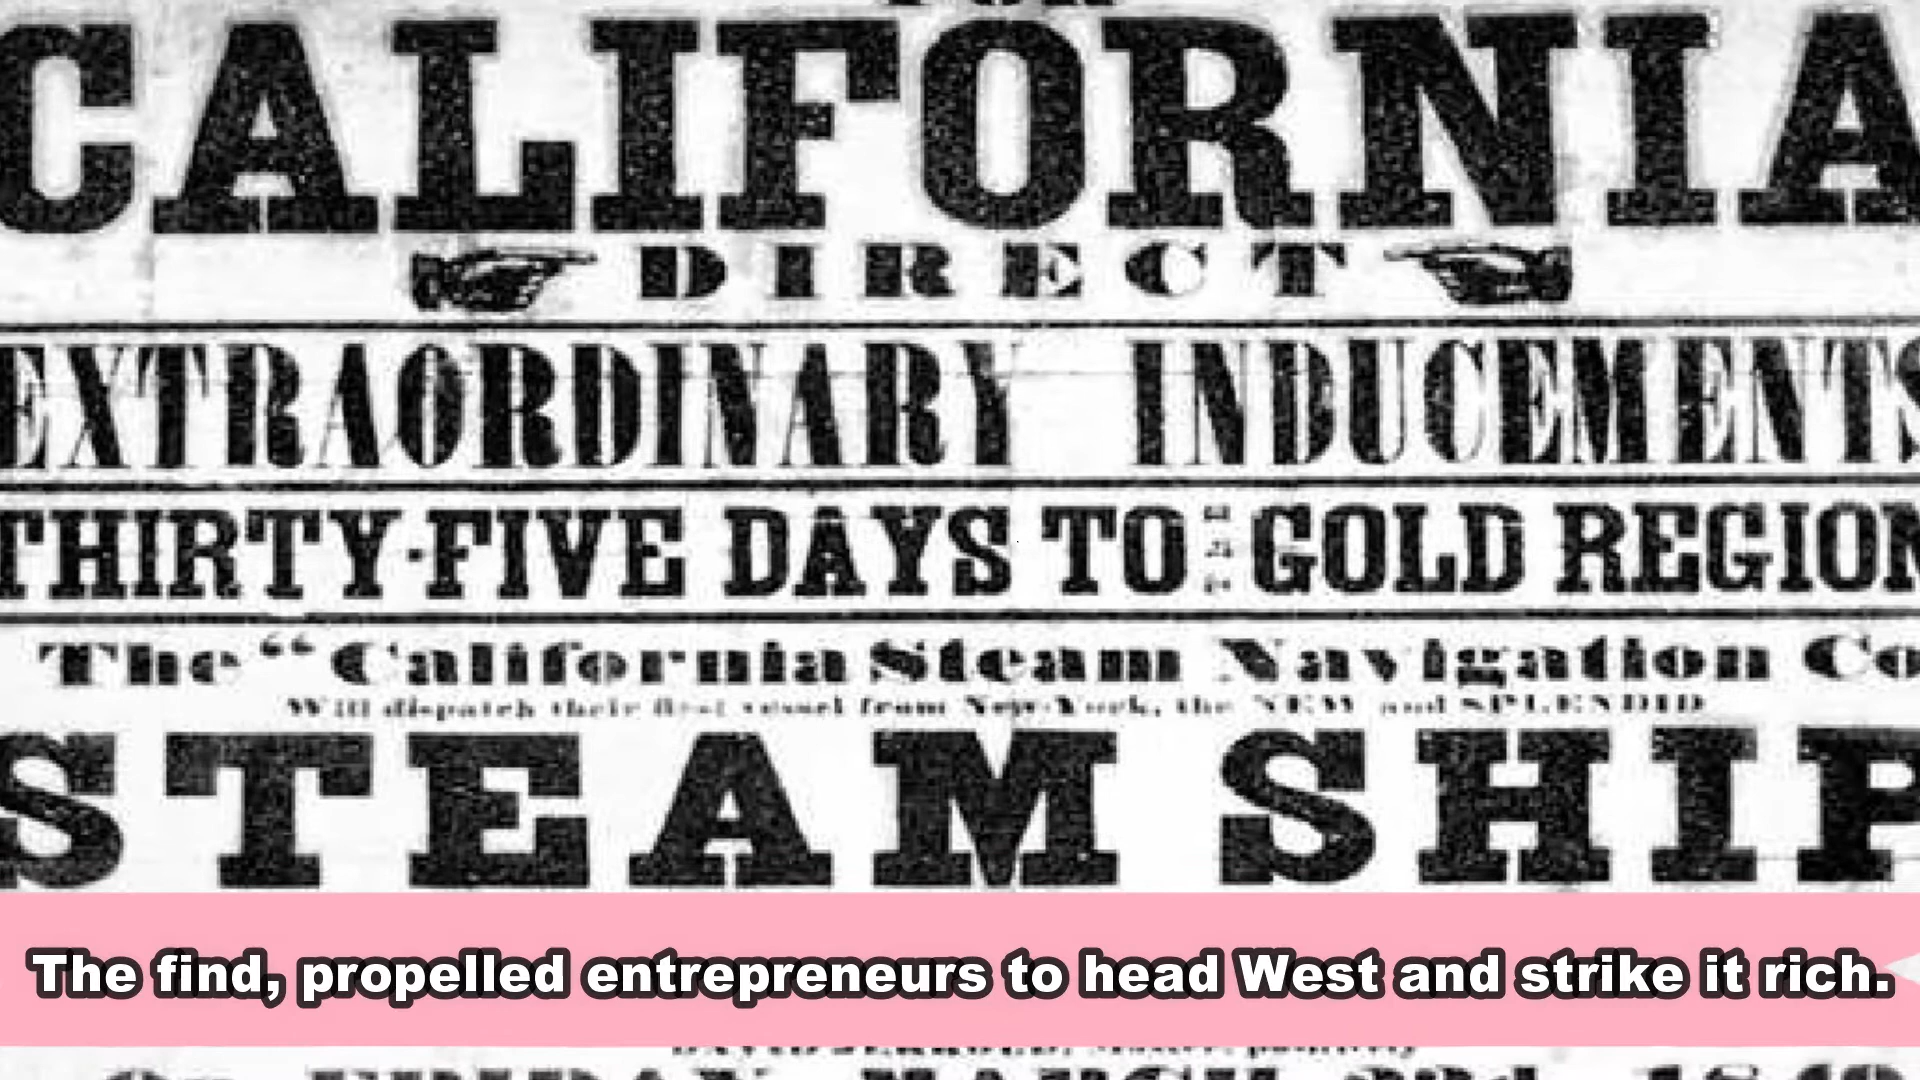 CALIFORNIA
DIRECT
EXTRAORDINARY INDUCEMENTS
THIRTY-FIVE DAYS TO GOLD REGION
The "California Steam Navigation Co
Will dispatch their first vessel from New-York, the NEW and SPLENDID
STEAM SHIP
The find, propelled entrepreneurs to head West and strike it rich.